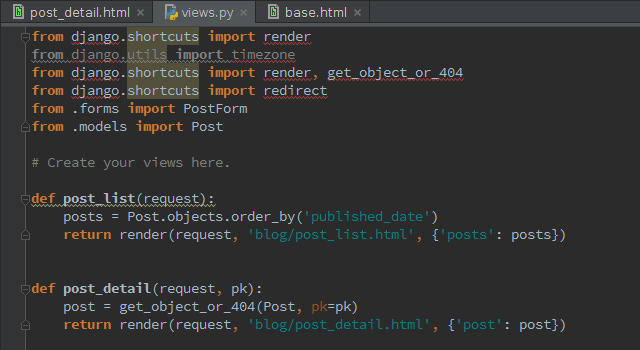 post_detail.html × views.py × base.html ×
from django.shortcuts import render
from django.utils import timezone
from django.shortcuts import render, get_object_or_404
from django.shortcuts import redirect
from .forms import PostForm
from .models import Post
# Create your views here.
def post_list(request):
    posts = Post.objects.order_by('published_date')
    return render(request, 'blog/post_list.html', {'posts': posts})
def post_detail(request, pk):
    post = get_object_or_404(Post, pk=pk)
    return render(request, 'blog/post_detail.html', {'post': post})